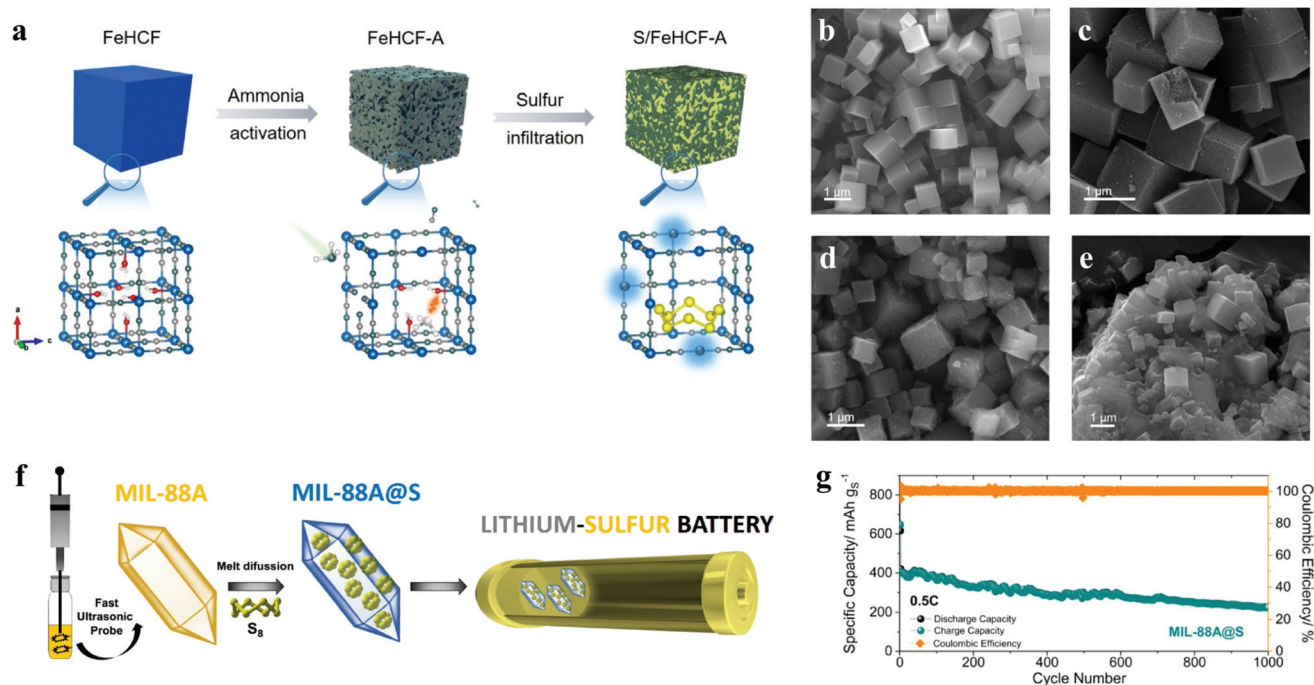 a
FeHCF
FeHCF-A
S/FeHCF-A
Ammonia
activation
Sulfur
infiltration
a
b
c
b
1 μm
c
1 μm
d
1 μm
e
1 μm
f
MIL-88A
MIL-88A@S
LITHIUM-SULFUR BATTERY
Melt difussion
S8
Fast
Ultrasonic
Probe
g
Specific Capacity/ mAh gs-1
800
600
400
200
0
100
80
60
40
20
0
Coulombic
Efficiency/ %
0.5C
Discharge Capacity
Charge Capacity
Coulombic Efficiency
MIL-88A@S
0
200
400
600
800
1000
Cycle Number